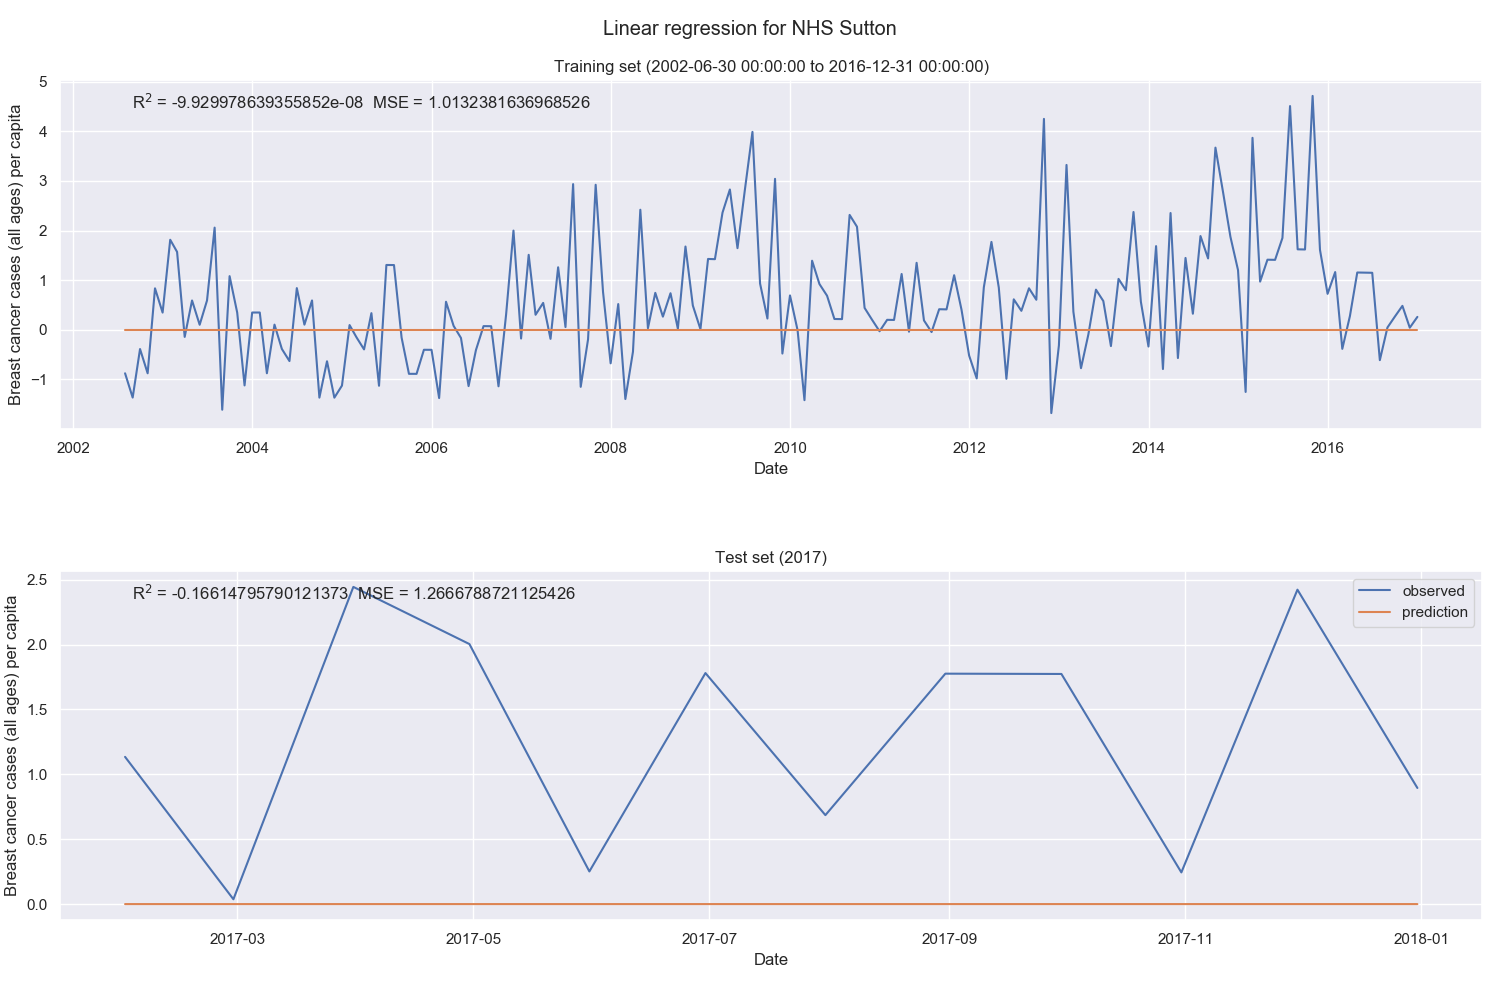 Linear regression for NHS Sutton
Training set (2002-06-30 00:00:00 to 2016-12-31 00:00:00)
R² = -9.929978639355852e-08 MSE = 1.0132381636968526
Breast cancer cases (all ages) per capita
5
4
3
2
1
0
−1
2002 2004 2006 2008 2010 2012 2014 2016
Date
Test set (2017)
R² = -0.16614795790121373 MSE = 1.2666788721125426
observed
prediction
Breast cancer cases (all ages) per capita
2.5
2.0
1.5
1.0
0.5
0.0
2017-03 2017-05 2017-07 2017-09 2017-11 2018-01
Date